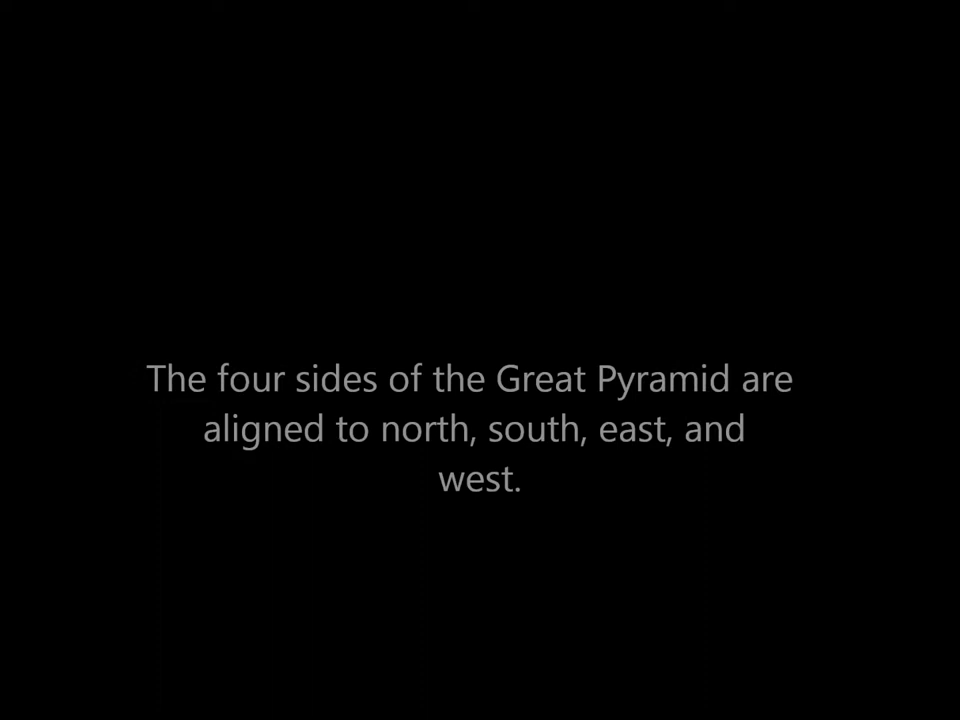 The four sides of the Great Pyramid are
aligned to north, south, east, and
west.